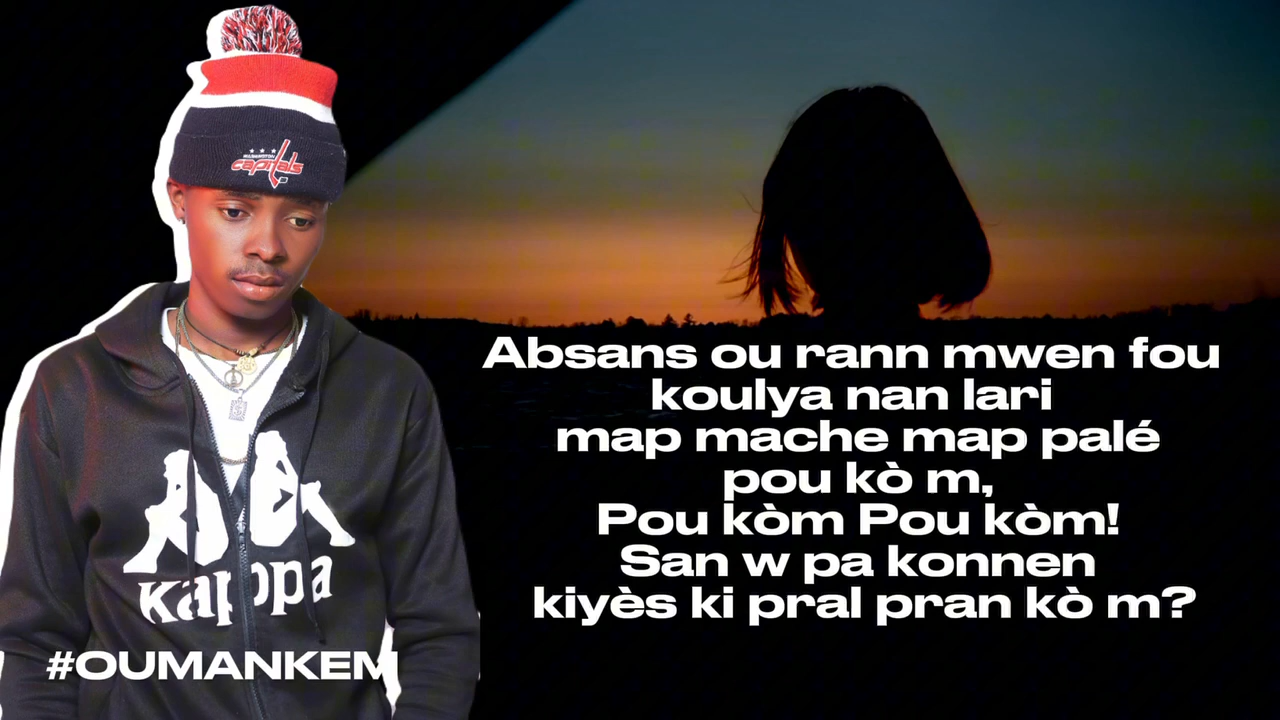 WASHINGTON
capitals
Absans ou rann mwen fou
koulya nan lari
map mache map palé
pou kò m,
Pou kòm Pou kòm!
San w pa konnen
kiyès ki pral pran kò m?
Kappa
#OUMANKEM